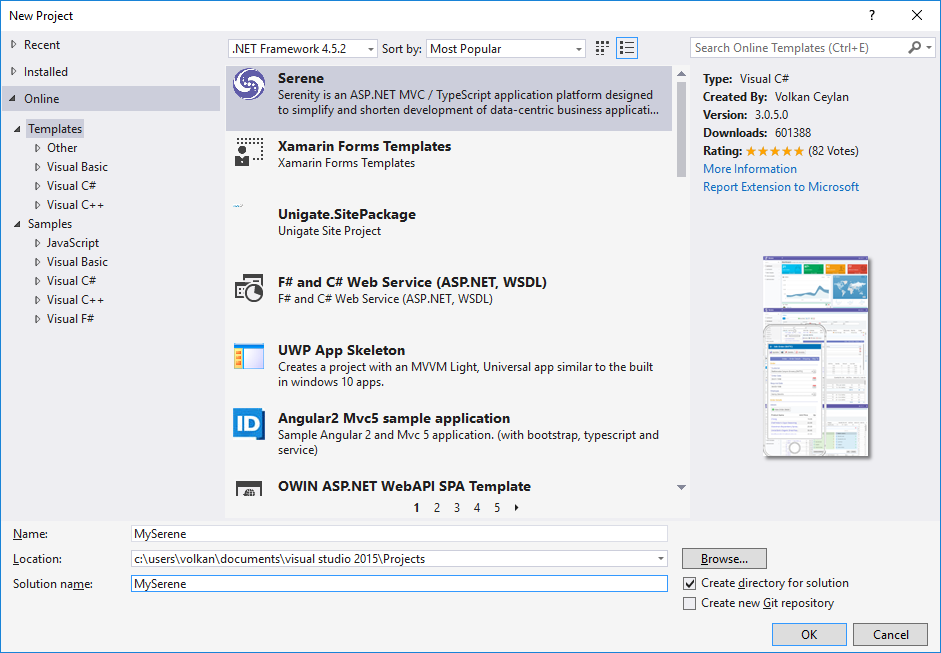 New Project
?
Recent
Installed
Online
Templates
Other
Visual Basic
Visual C#
Visual C++
Samples
JavaScript
Visual Basic
Visual C#
Visual C++
Visual F#
.NET Framework 4.5.2
Sort by: Most Popular
Serene
Serenity is an ASP.NET MVC / TypeScript application platform designed
to simplify and shorten development of data-centric business applicati...
Xamarin Forms Templates
Xamarin Forms Templates
Unigate.SitePackage
Unigate Site Project
F# and C# Web Service (ASP.NET, WSDL)
F# and C# Web Service (ASP.NET, WSDL)
UWP App Skeleton
Creates a project with an MVVM Light, Universal app similar to the built
in windows 10 apps.
ID
Angular2 Mvc5 sample application
Sample Angular 2 and Mvc 5 application. (with bootstrap, typescript and
service)
OWIN ASP.NET WebAPI SPA Template
1 2 3 4 5
Search Online Templates (Ctrl+E)
Type: Visual C#
Created By: Volkan Ceylan
Version: 3.0.5.0
Downloads: 601388
Rating: ★★★★★ (82 Votes)
More Information
Report Extension to Microsoft
Name: MySerene
Location: c:\users\volkan\documents\visual studio 2015\Projects
Browse...
Solution name: MySerene
Create directory for solution
Create new Git repository
OK
Cancel